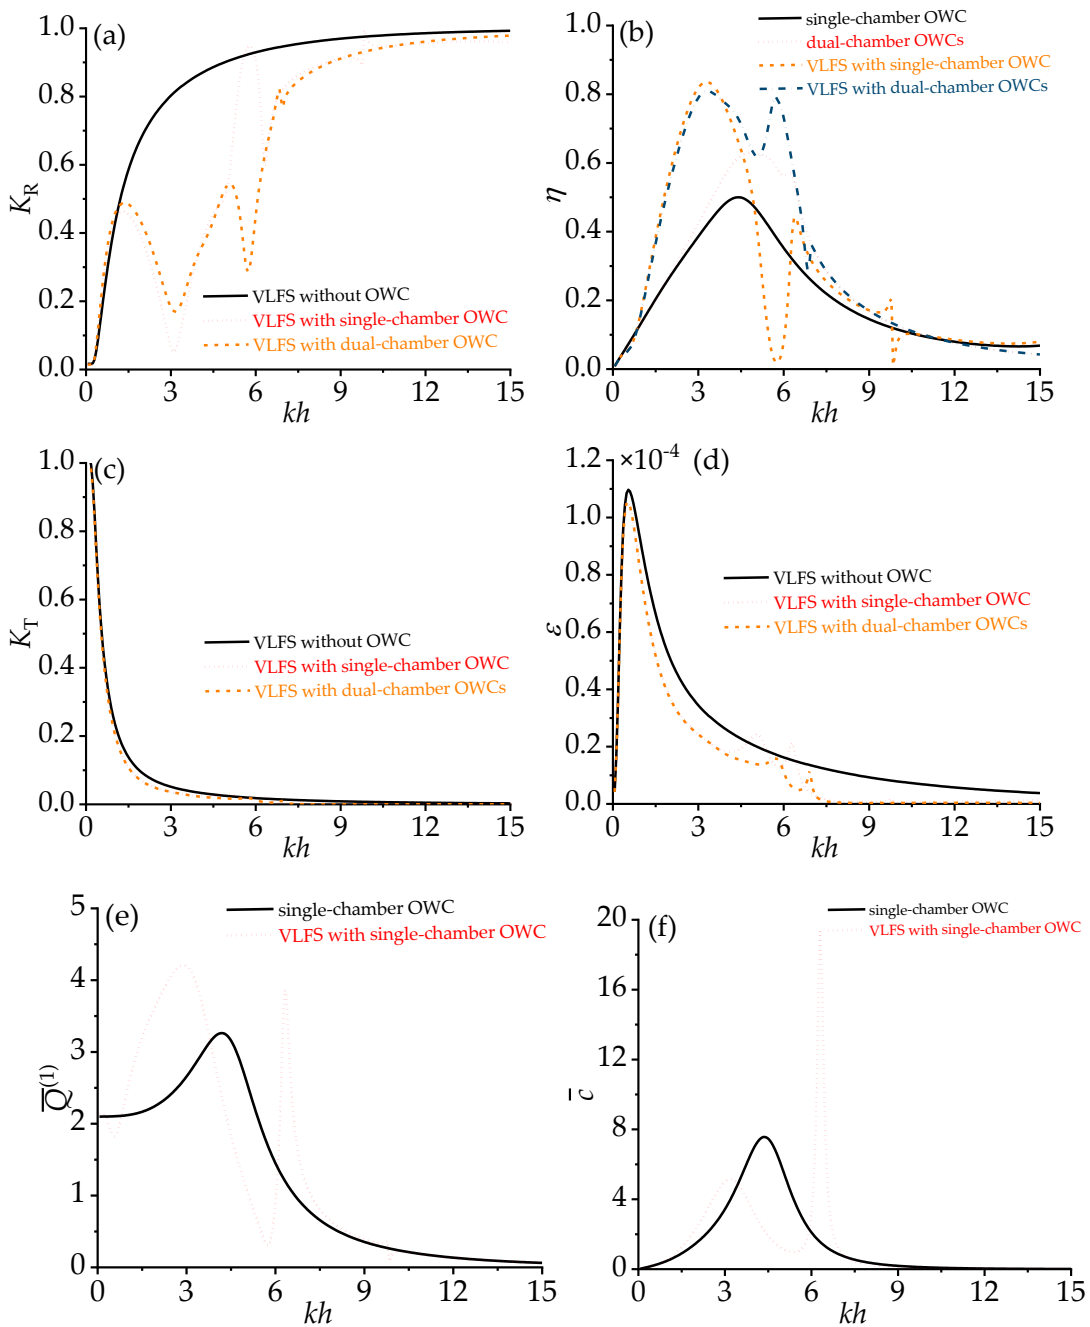 (a)
1.0
0.8
0.6
0.4
0.2
0.0
K_R
VLFS without OWC
VLFS with single-chamber OWC
VLFS with dual-chamber OWC
0 3 6 9 12 15
kh
(b)
single-chamber OWC
dual-chamber OWCs
VLFS with single-chamber OWC
VLFS with dual-chamber OWCs
1.0
0.8
0.6
0.4
0.2
0.0
η
0 3 6 9 12 15
kh
(c)
1.0
0.8
0.6
0.4
0.2
0.0
K_T
VLFS without OWC
VLFS with single-chamber OWC
VLFS with dual-chamber OWCs
0 3 6 9 12 15
kh
1.2 ×10⁻⁴ (d)
1.0
0.8
0.6
0.4
0.2
0.0
ε
VLFS without OWC
VLFS with single-chamber OWC
VLFS with dual-chamber OWCs
0 3 6 9 12 15
kh
(e)
single-chamber OWC
VLFS with single-chamber OWC
5
4
3
2
1
0
Q̅⁽¹⁾
0 3 6 9 12 15
kh
(f)
single-chamber OWC
VLFS with single-chamber OWC
20
16
12
8
4
0
c̅
0 3 6 9 12 15
kh